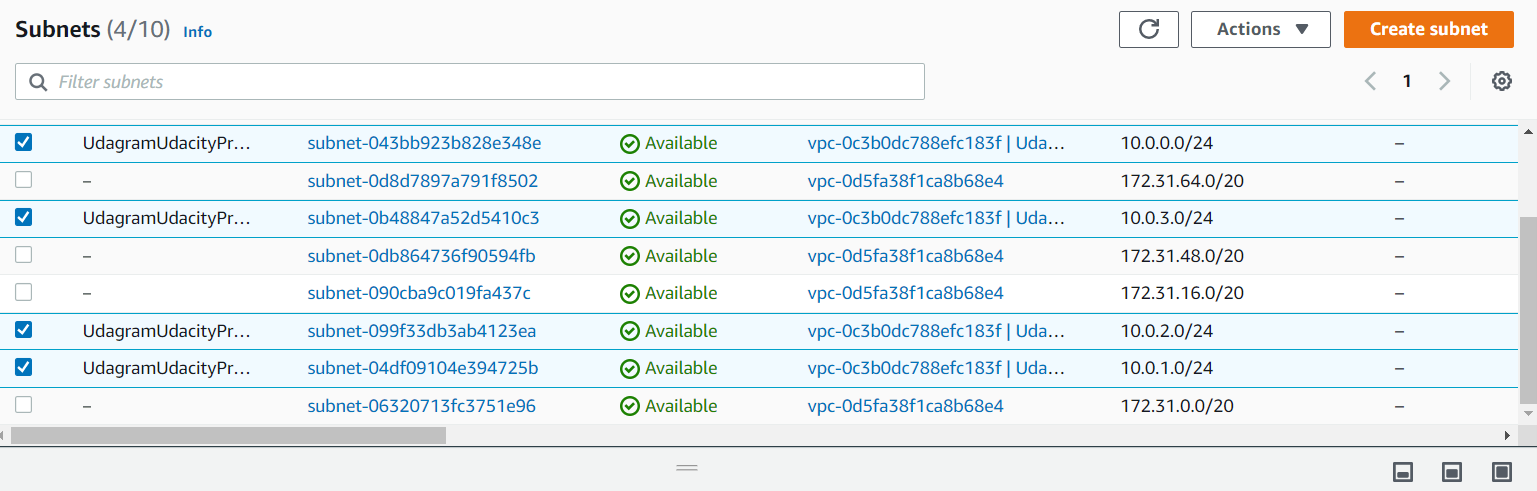 Subnets (4/10) Info Actions Create subnet
Filter subnets 1
UdagramUdacityPr... subnet-043bb923b828e348e Available vpc-0c3b0dc788efc183f | Uda... 10.0.0.0/24 –
– subnet-0d8d7897a791f8502 Available vpc-0d5fa38f1ca8b68e4 172.31.64.0/20 –
UdagramUdacityPr... subnet-0b48847a52d5410c3 Available vpc-0c3b0dc788efc183f | Uda... 10.0.3.0/24 –
– subnet-0db864736f90594fb Available vpc-0d5fa38f1ca8b68e4 172.31.48.0/20 –
– subnet-090cba9c019fa437c Available vpc-0d5fa38f1ca8b68e4 172.31.16.0/20 –
UdagramUdacityPr... subnet-099f33db3ab4123ea Available vpc-0c3b0dc788efc183f | Uda... 10.0.2.0/24 –
UdagramUdacityPr... subnet-04df09104e394725b Available vpc-0c3b0dc788efc183f | Uda... 10.0.1.0/24 –
– subnet-06320713fc3751e96 Available vpc-0d5fa38f1ca8b68e4 172.31.0.0/20 –